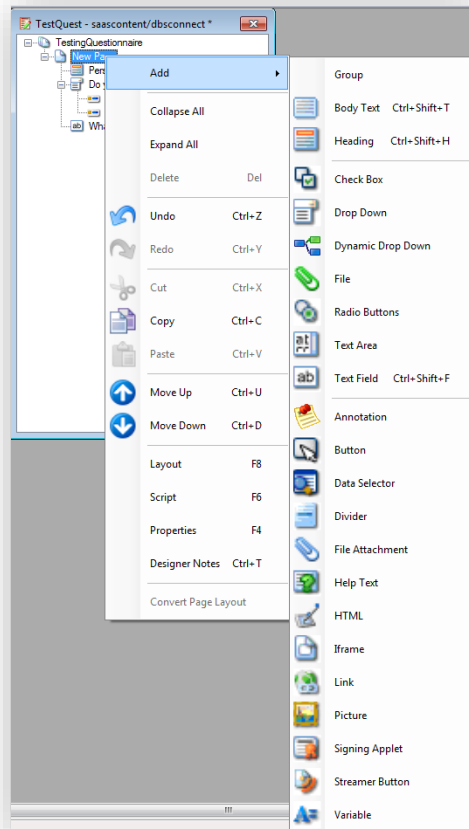 TestQuest - saascontent/dbsconnect *
TestingQuestionnaire
New Pa
Pers
Do y
ab Wha
Add
Collapse All
Expand All
Delete Del
Undo Ctrl+Z
Redo Ctrl+Y
Cut Ctrl+X
Copy Ctrl+C
Paste Ctrl+V
Move Up Ctrl+U
Move Down Ctrl+D
Layout F8
Script F6
Properties F4
Designer Notes Ctrl+T
Convert Page Layout
Group
Body Text Ctrl+Shift+T
Heading Ctrl+Shift+H
Check Box
Drop Down
Dynamic Drop Down
File
Radio Buttons
Text Area
ab Text Field Ctrl+Shift+F
Annotation
Button
Data Selector
Divider
File Attachment
Help Text
HTML
Iframe
Link
Picture
Signing Applet
Streamer Button
Variable